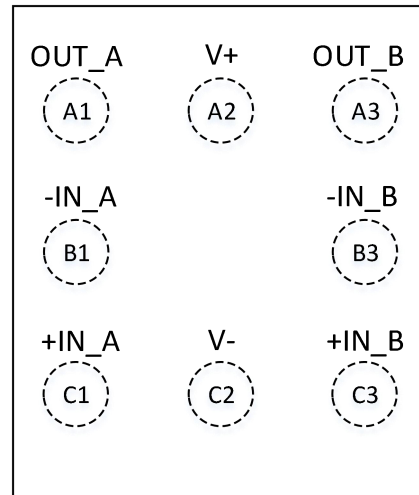 OUT_A V+ OUT_B
A1 A2 A3
-IN_A -IN_B
B1 B3
+IN_A V- +IN_B
C1 C2 C3